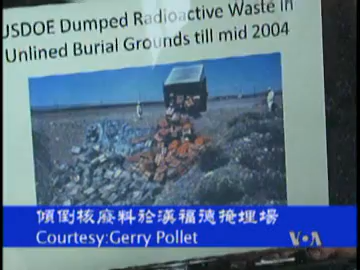 USDOE Dumped Radioactive Waste in
Unlined Burial Grounds till mid 2004
傾倒核廢料於漢福德掩埋場
Courtesy:Gerry Pollet
VOA